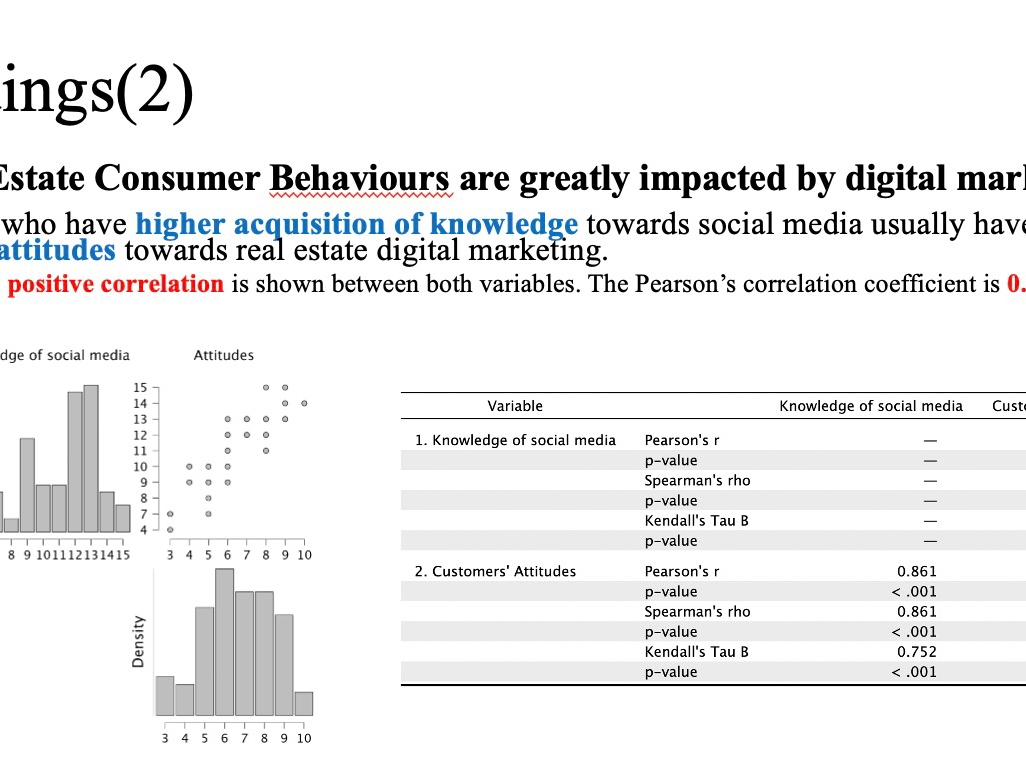 ings(2)
Estate Consumer Behaviours are greatly impacted by digital
who have higher acquisition of knowledge towards social media usually have
attitudes towards real estate digital marketing.
positive correlation is shown between both variables. The Pearson’s correlation coefficient is 0.
dge of social media
Attitudes
15
14
13
12
11
10
9
8
7
4
8 9 10 11 12 13 14 15
3 4 5 6 7 8 9 10
Density
3 4 5 6 7 8 9 10
Variable Knowledge of social media
1. Knowledge of social media Pearson's r —
p-value —
Spearman's rho —
p-value —
Kendall's Tau B —
p-value —
2. Customers' Attitudes Pearson's r 0.861
p-value < .001
Spearman's rho 0.861
p-value < .001
Kendall's Tau B 0.752
p-value < .001